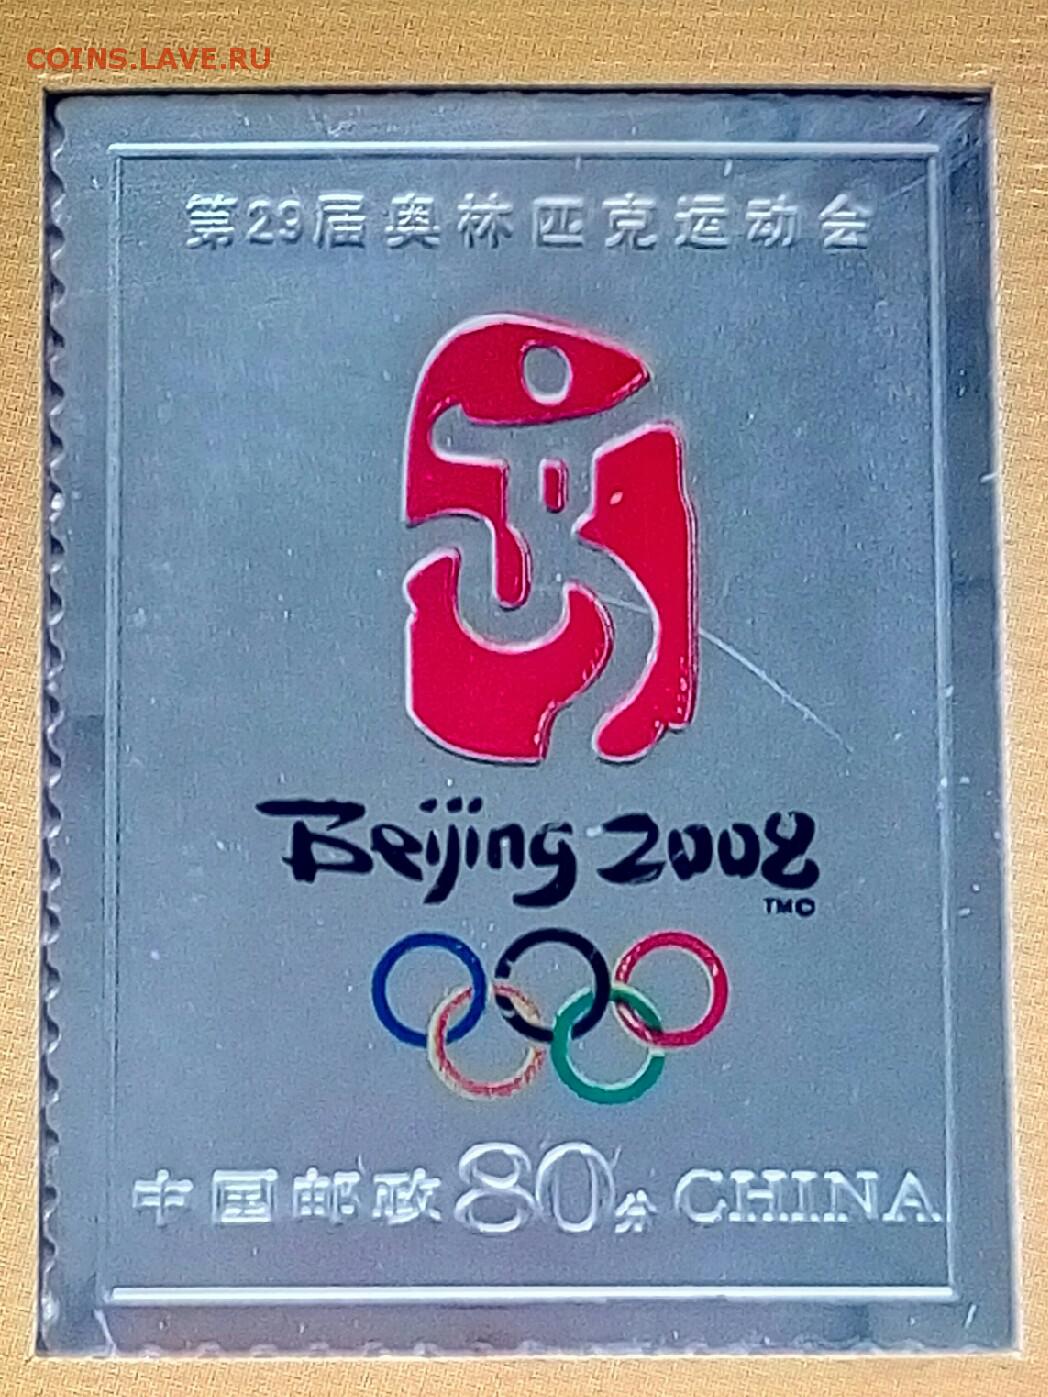 COINS.LAVE.RU
第29届奥林匹克运动会
Beijing 2008
TM©
中国邮政80分 CHINA